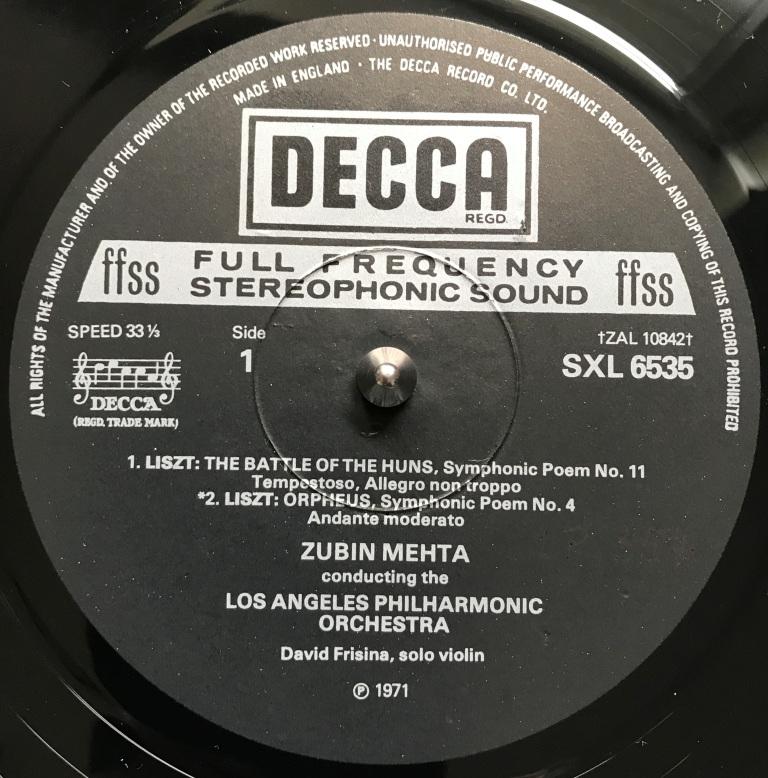 ALL RIGHTS OF THE MANUFACTURER AND OF THE OWNER OF THE RECORDED WORK RESERVED · UNAUTHORISED PUBLIC PERFORMANCE BROADCASTING AND COPYING OF THIS RECORD PROHIBITED
MADE IN ENGLAND · THE DECCA RECORD CO. LTD.
DECCA
REGD.
ffss FULL FREQUENCY ffss
STEREOPHONIC SOUND
SPEED 33⅓ Side †ZAL 10842†
1 SXL 6535
DECCA
(REGD. TRADE MARK)
1. LISZT: THE BATTLE OF THE HUNS, Symphonic Poem No. 11
Tempestoso, Allegro non troppo
*2. LISZT: ORPHEUS, Symphonic Poem No. 4
Andante moderato
ZUBIN MEHTA
conducting the
LOS ANGELES PHILHARMONIC
ORCHESTRA
David Frisina, solo violin
℗ 1971